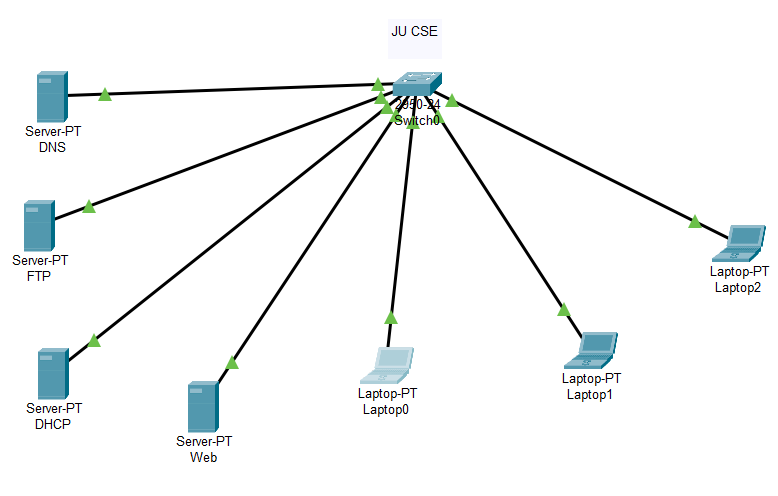 JU CSE
2950-24
Switch0
Server-PT
DNS
Server-PT
FTP
Laptop-PT
Laptop2
Server-PT
DHCP
Server-PT
Web
Laptop-PT
Laptop0
Laptop-PT
Laptop1